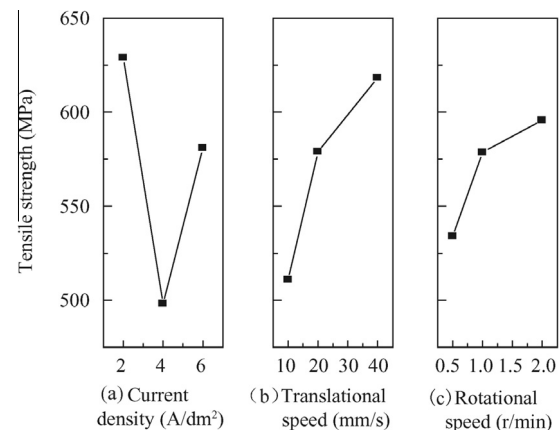 Tensile strength (MPa)
650
600
550
500
2 4 6
10 20 30 40
0.5 1.0 1.5 2.0
(a) Current
density (A/dm²)
(b) Translational
speed (mm/s)
(c) Rotational
speed (r/min)